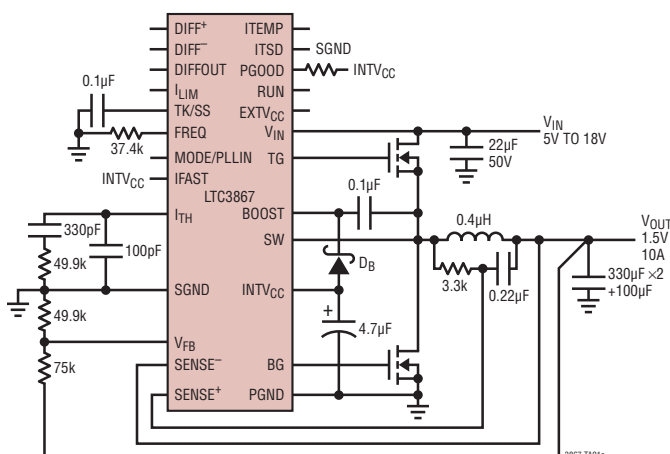 DIFF+
DIFF–
DIFFOUT
ILIM
TK/SS
FREQ
MODE/PLLIN
IFAST
LTC3867
ITH
SGND
VFB
SENSE–
SENSE+
ITEMP
ITSD
PGOOD
RUN
EXTVCC
VIN
TG
BOOST
SW
INTVCC
BG
PGND
0.1µF
37.4k
INTVCC
330pF
100pF
49.9k
49.9k
75k
SGND
INTVCC
VIN
5V TO 18V
22µF
50V
0.1µF
0.4µH
VOUT
1.5V
10A
DB
3.3k
0.22µF
330µF ×2
+100µF
+
4.7µF